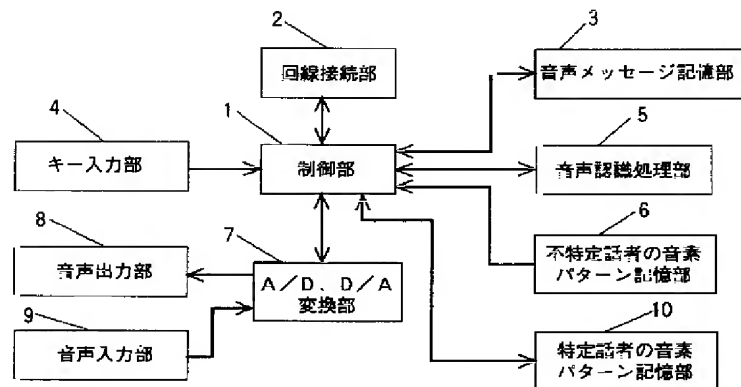 2
回線接続部
3
音声メッセージ記憶部
4
キー入力部
1
制御部
5
音声認識処理部
6
不特定話者の音素
パターン記憶部
8
音声出力部
7
A/D、D/A
変換部
9
音声入力部
10
特定話者の音素
パターン記憶部